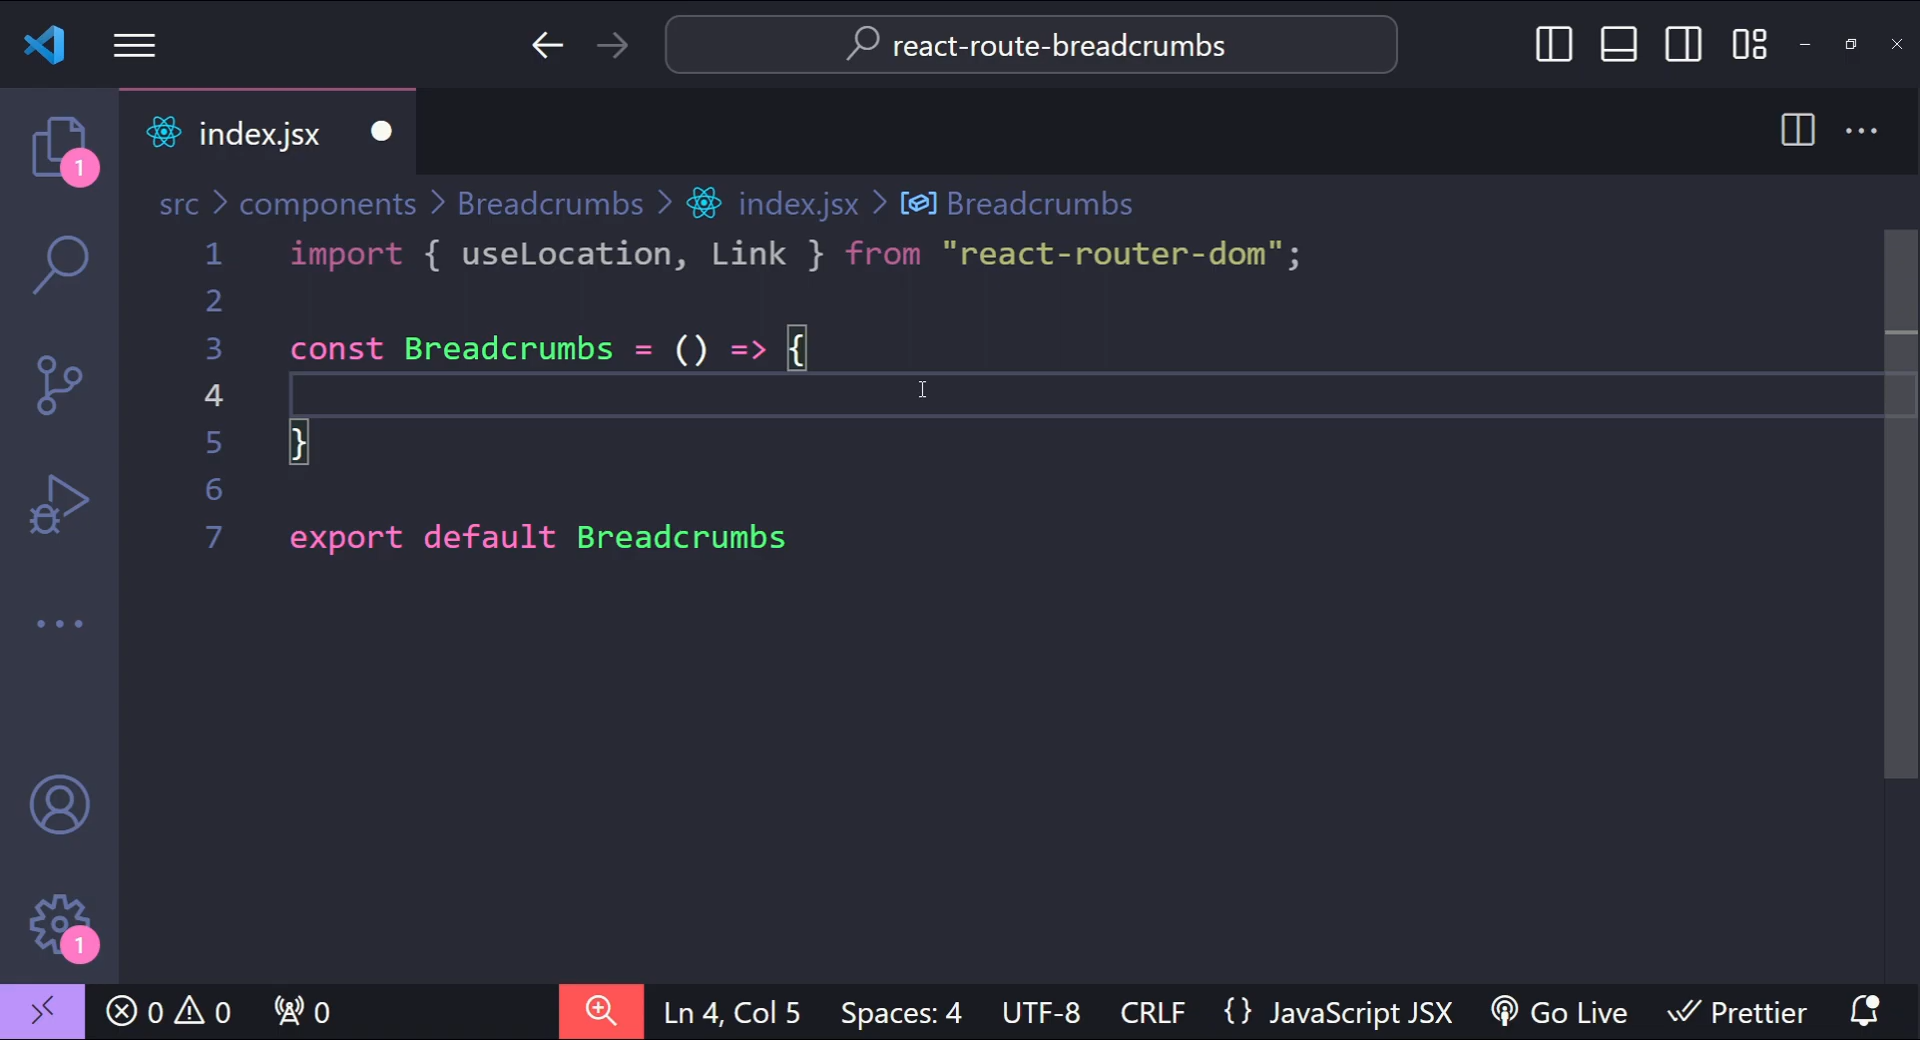 react-route-breadcrumbs
1
index.jsx
src > components > Breadcrumbs > index.jsx > Breadcrumbs
1 import { useLocation, Link } from "react-router-dom";
2
3 const Breadcrumbs = () => {
4
5 }
6
7 export default Breadcrumbs
1
0 0 0 Ln 4, Col 5 Spaces: 4 UTF-8 CRLF {} JavaScript JSX Go Live Prettier